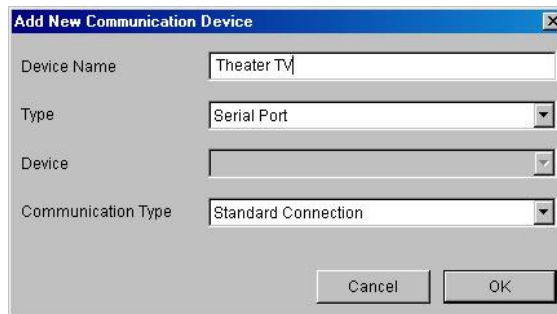 Add New Communication Device
Device Name Theater TV
Type Serial Port
Device
Communication Type Standard Connection
Cancel OK